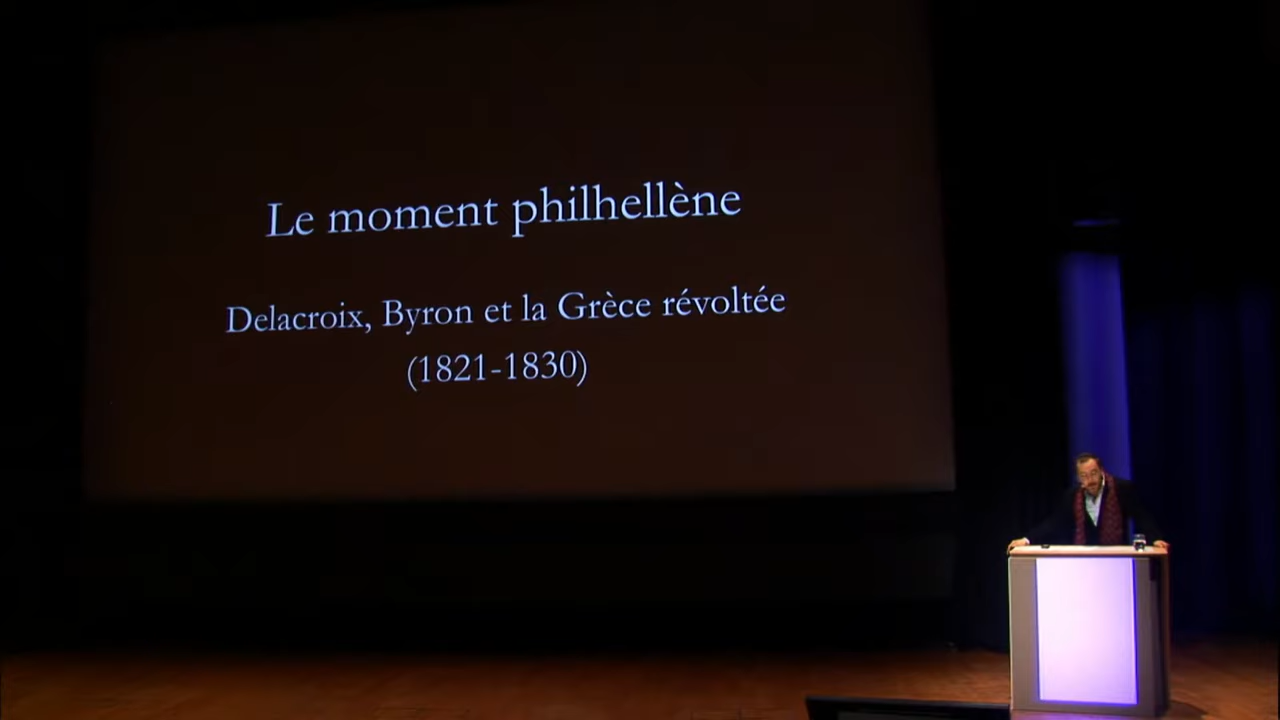 Le moment philhellène
Delacroix, Byron et la Grèce révoltée
(1821-1830)